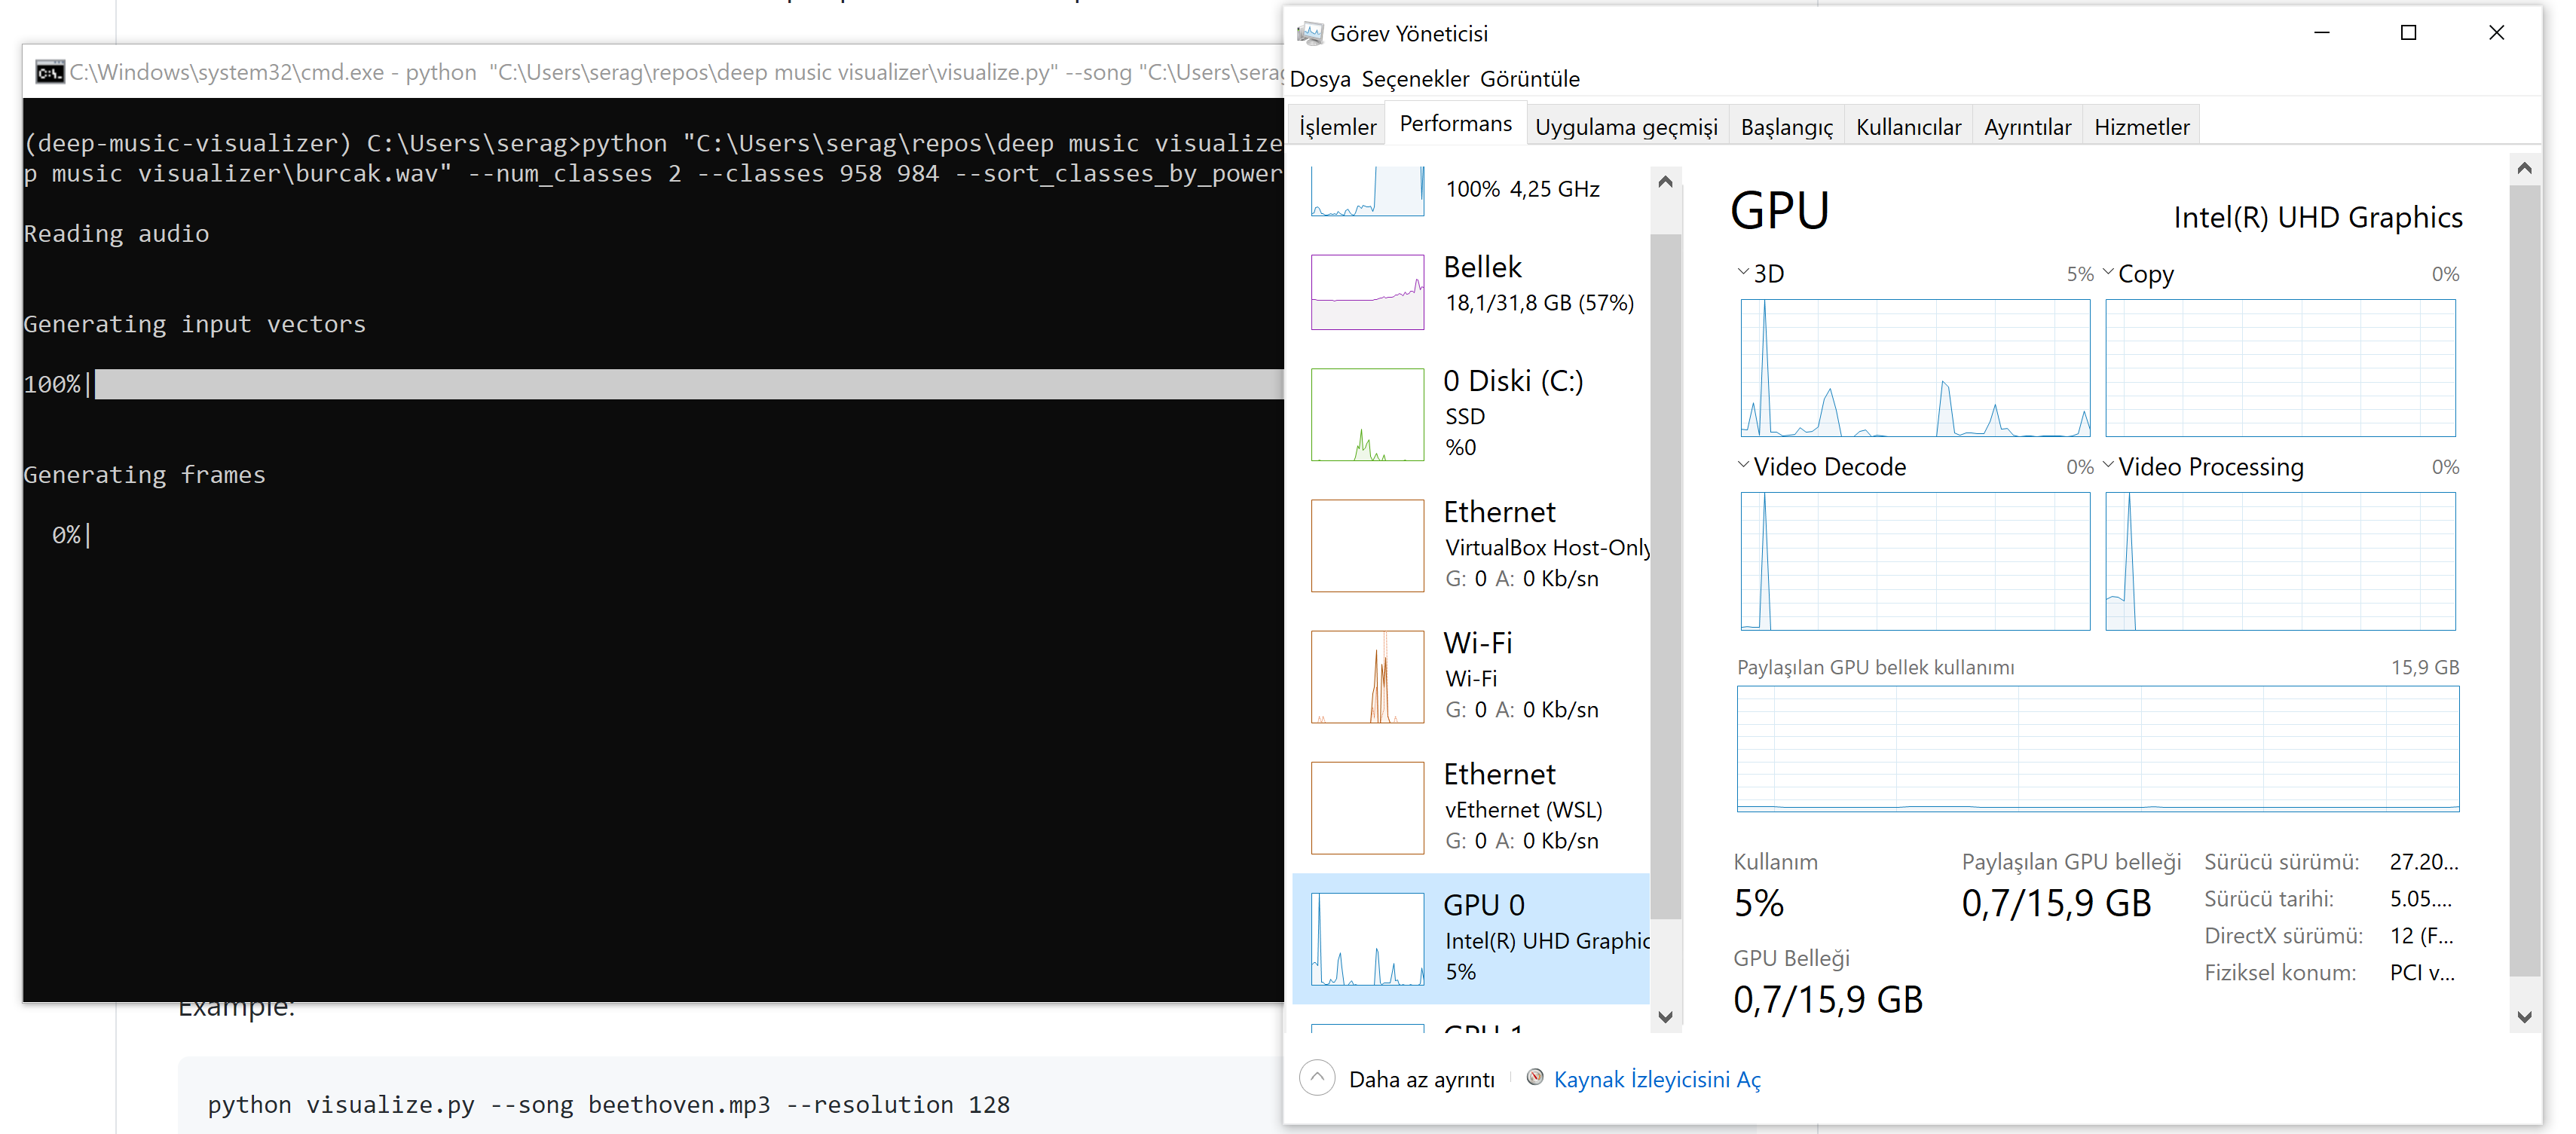 C:\Windows\system32\cmd.exe - python "C:\Users\serag\repos\deep music visualizer\visualize.py" --song "C:\Users\serag
(deep-music-visualizer) C:\Users\serag>python "C:\Users\serag\repos\deep music visualize
p music visualizer\burcak.wav" --num_classes 2 --classes 958 984 --sort_classes_by_power
Reading audio
Generating input vectors
100%|
Generating frames
0%|
Example:
python visualize.py --song beethoven.mp3 --resolution 128
Görev Yöneticisi
Dosya Seçenekler Görüntüle
İşlemler Performans Uygulama geçmişi Başlangıç Kullanıcılar Ayrıntılar Hizmetler
100% 4,25 GHz
Bellek
18,1/31,8 GB (57%)
0 Diski (C:)
SSD
%0
Ethernet
VirtualBox Host-Only
G: 0 A: 0 Kb/sn
Wi-Fi
Wi-Fi
G: 0 A: 0 Kb/sn
Ethernet
vEthernet (WSL)
G: 0 A: 0 Kb/sn
GPU 0
Intel(R) UHD Graphic
5%
GPU 1
GPU
Intel(R) UHD Graphics
3D 5%
Copy 0%
Video Decode 0%
Video Processing 0%
Paylaşılan GPU bellek kullanımı 15,9 GB
Kullanım
5%
Paylaşılan GPU belleği
0,7/15,9 GB
GPU Belleği
0,7/15,9 GB
Sürücü sürümü: 27.20...
Sürücü tarihi: 5.05....
DirectX sürümü: 12 (F...
Fiziksel konum: PCI v...
Daha az ayrıntı
Kaynak İzleyicisini Aç